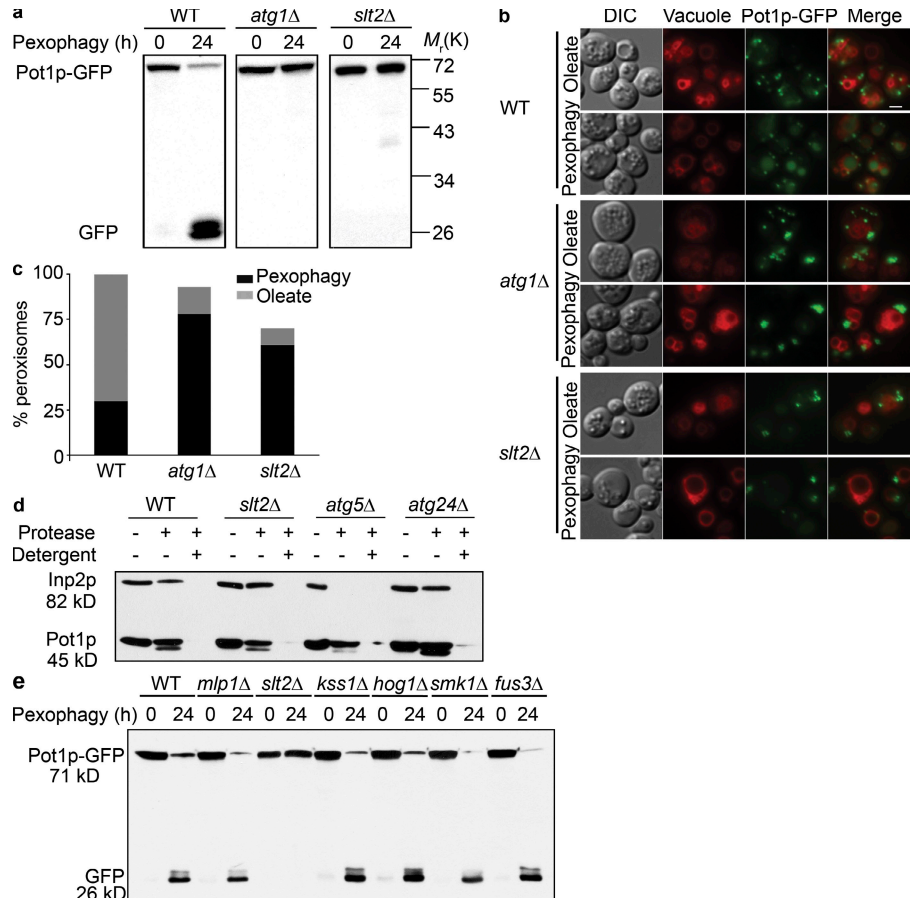 a
WT atg1Δ slt2Δ
Pexophagy (h) 0 24 0 24 0 24 Mr(K)
Pot1p-GFP
72
55
43
34
GFP
26
b
DIC Vacuole Pot1p-GFP Merge
WT
Oleate
Pexophagy
atg1Δ
Oleate
Pexophagy
slt2Δ
Oleate
Pexophagy
c
% peroxisomes
100
75
50
25
0
Pexophagy
Oleate
WT atg1Δ slt2Δ
d
WT slt2Δ atg5Δ atg24Δ
Protease - + + - + + - + + - + +
Detergent - - + - - + - - + - - +
Inp2p
82 kD
Pot1p
45 kD
e
WT mlp1Δ slt2Δ kss1Δ hog1Δ smk1Δ fus3Δ
Pexophagy (h) 0 24 0 24 0 24 0 24 0 24 0 24 0 24
Pot1p-GFP
71 kD
GFP
26 kD